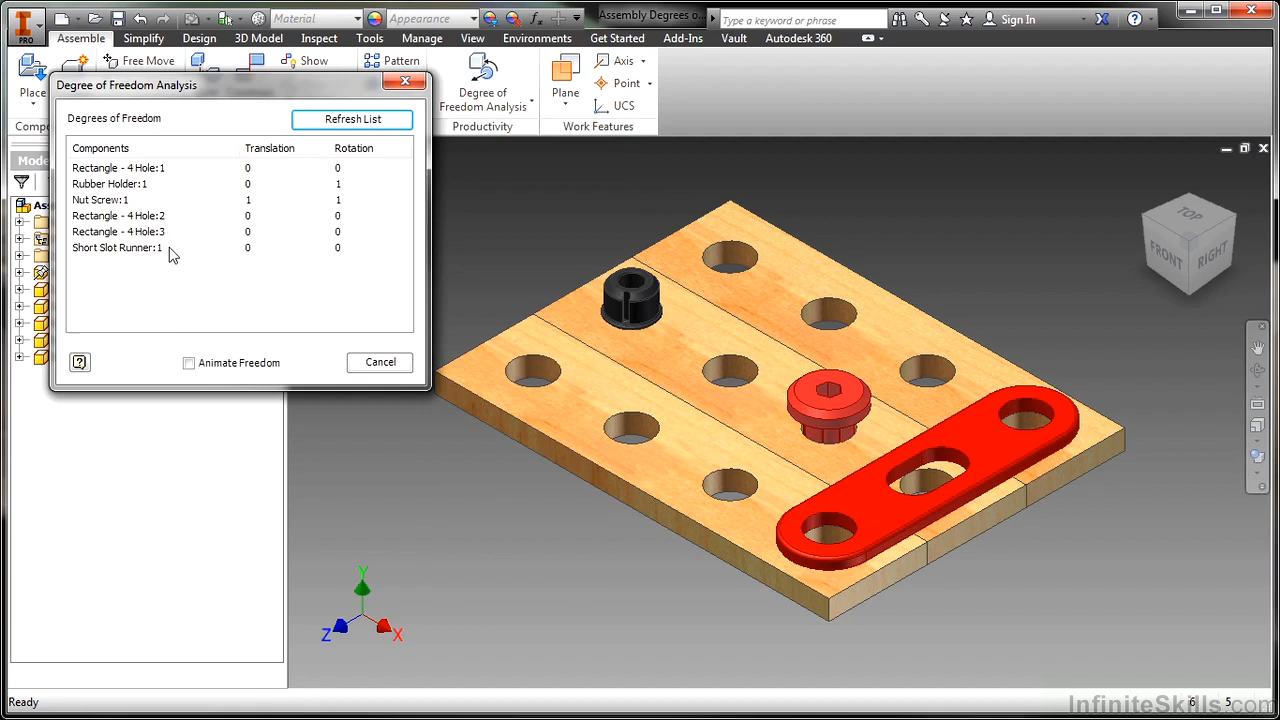 Material
Appearance
Assembly Degrees o...
Type a keyword or phrase
Sign In
PRO
Assemble
Simplify
Design
3D Model
Inspect
Tools
Manage
View
Environments
Get Started
Add-Ins
Vault
Autodesk 360
Place
Free Move
Show
Pattern
Degree of
Freedom Analysis
Plane
Axis
Point
UCS
Productivity
Work Features
Degree of Freedom Analysis
Degrees of Freedom
Refresh List
Components Translation Rotation
Rectangle - 4 Hole:1 0 0
Rubber Holder:1 0 1
Nut Screw:1 1 1
Rectangle - 4 Hole:2 0 0
Rectangle - 4 Hole:3 0 0
Short Slot Runner:1 0 0
Animate Freedom
Cancel
TOP
FRONT
RIGHT
Y
Z
X
Ready
6 5
InfiniteSkills.com